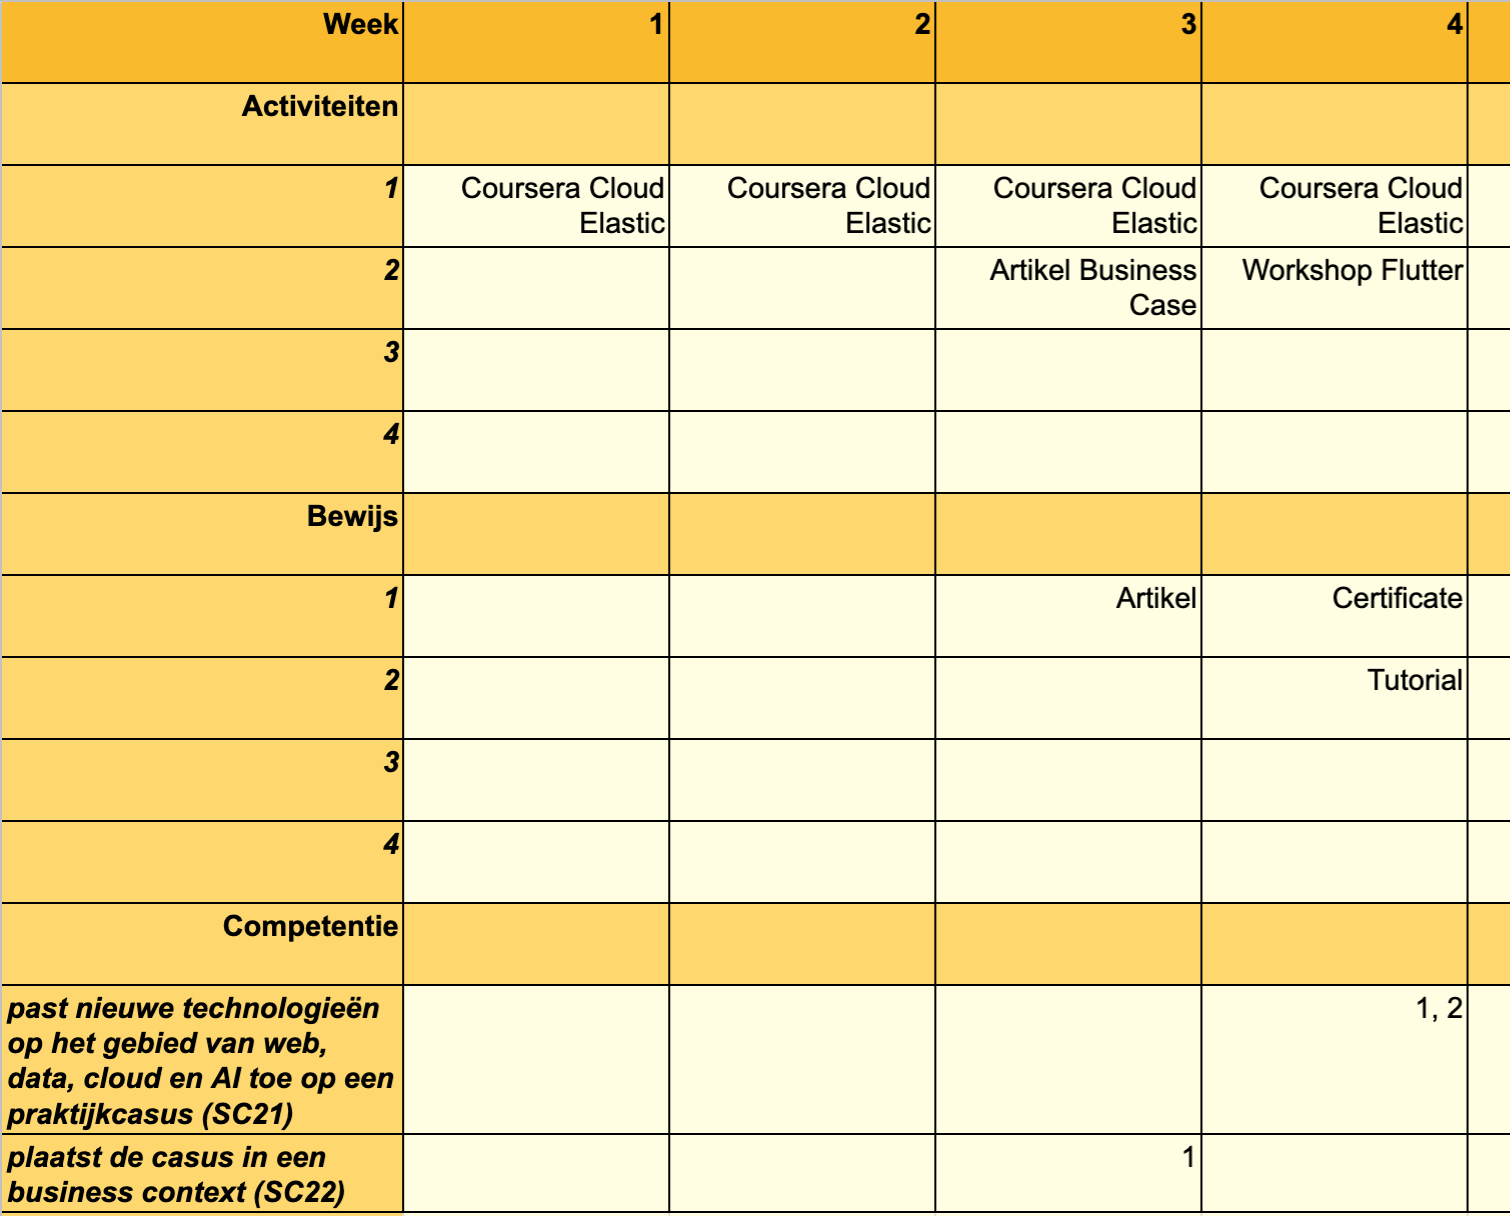 Week 1 2 3 4
Activiteiten
1 Coursera Cloud Elastic Coursera Cloud Elastic Coursera Cloud Elastic Coursera Cloud Elastic
2 Artikel Business Case Workshop Flutter
3
4
Bewijs
1 Artikel Certificate
2 Tutorial
3
4
Competentie
past nieuwe technologieën
op het gebied van web,
data, cloud en AI toe op een
praktijkcasus (SC21)
1, 2
plaatst de casus in een
business context (SC22)
1